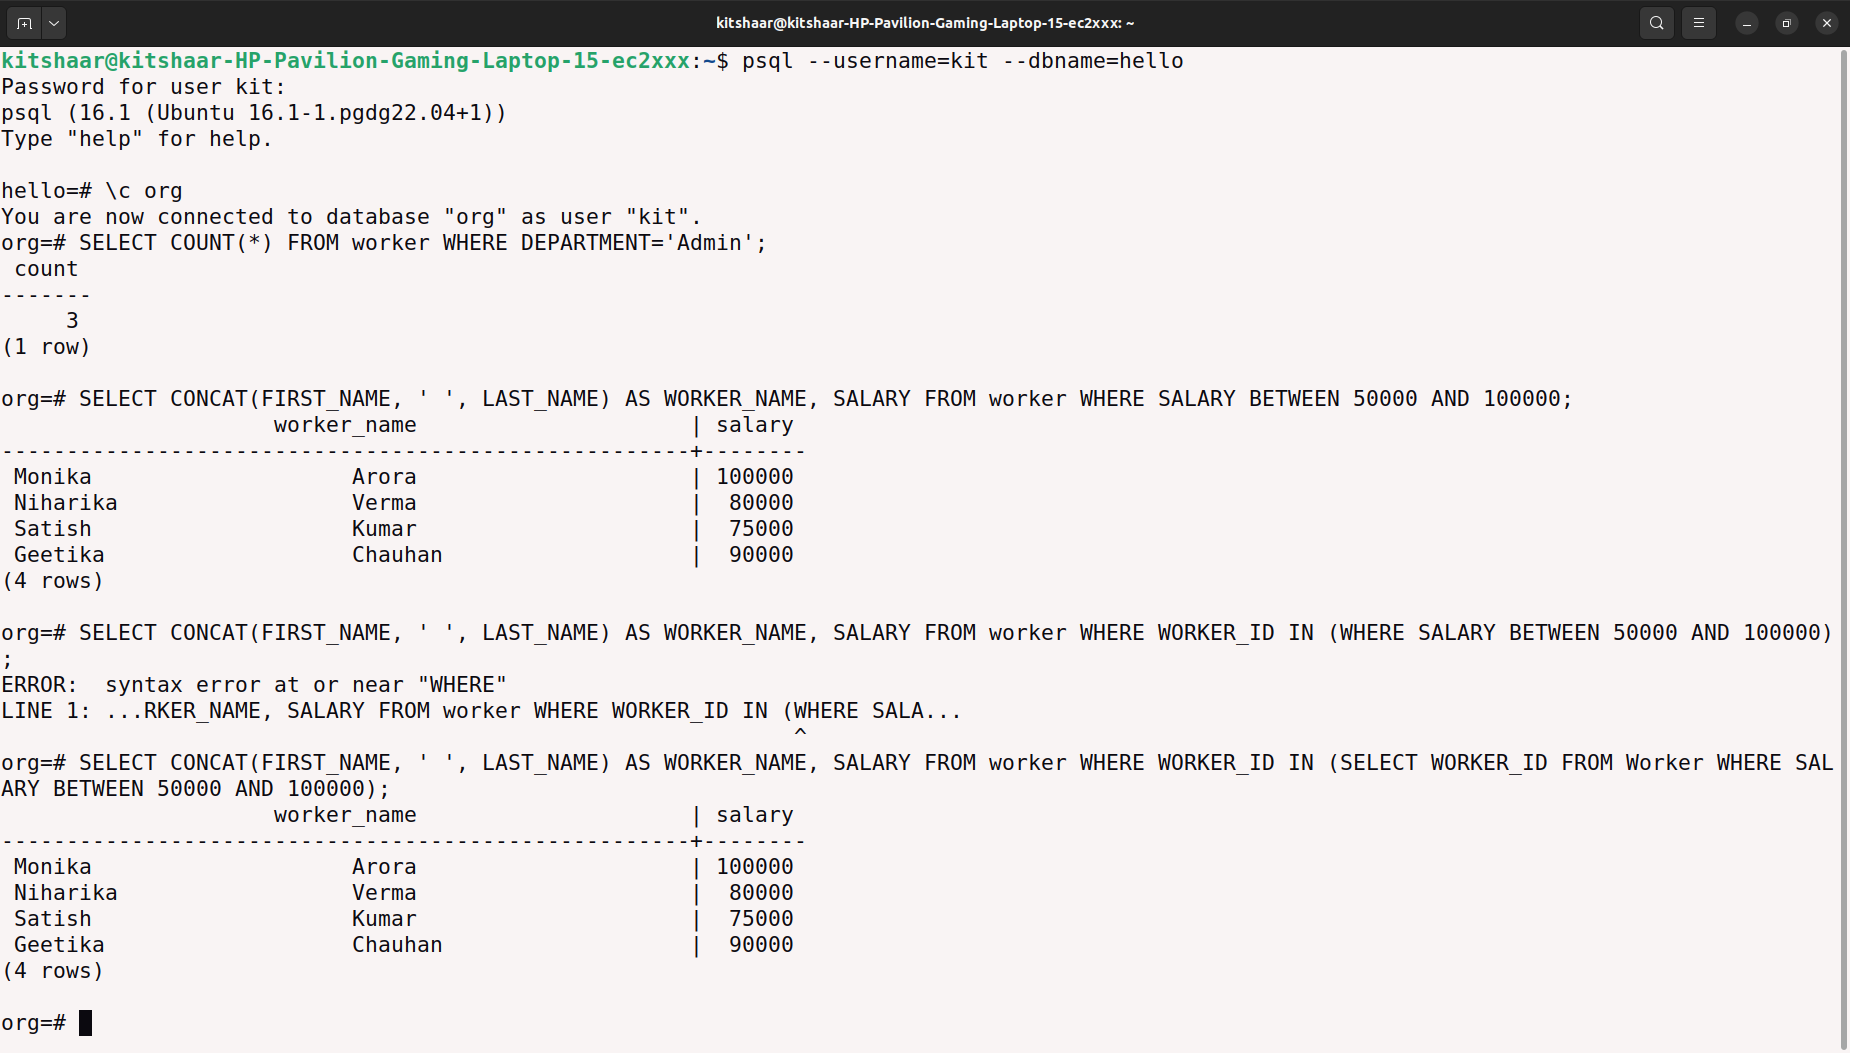 kitshaar@kitshaar-HP-Pavilion-Gaming-Laptop-15-ec2xxx: ~
kitshaar@kitshaar-HP-Pavilion-Gaming-Laptop-15-ec2xxx:~$ psql --username=kit --dbname=hello
Password for user kit:
psql (16.1 (Ubuntu 16.1-1.pgdg22.04+1))
Type "help" for help.

hello=# \c org
You are now connected to database "org" as user "kit".
org=# SELECT COUNT(*) FROM worker WHERE DEPARTMENT='Admin';
 count
-------
     3
(1 row)

org=# SELECT CONCAT(FIRST_NAME, ' ', LAST_NAME) AS WORKER_NAME, SALARY FROM worker WHERE SALARY BETWEEN 50000 AND 100000;
                     worker_name                     | salary
-----------------------------------------------------+--------
 Monika                    Arora                     | 100000
 Niharika                  Verma                     |  80000
 Satish                    Kumar                     |  75000
 Geetika                   Chauhan                   |  90000
(4 rows)

org=# SELECT CONCAT(FIRST_NAME, ' ', LAST_NAME) AS WORKER_NAME, SALARY FROM worker WHERE WORKER_ID IN (WHERE SALARY BETWEEN 50000 AND 100000)
;
ERROR:  syntax error at or near "WHERE"
LINE 1: ...RKER_NAME, SALARY FROM worker WHERE WORKER_ID IN (WHERE SALA...
                                                             ^
org=# SELECT CONCAT(FIRST_NAME, ' ', LAST_NAME) AS WORKER_NAME, SALARY FROM worker WHERE WORKER_ID IN (SELECT WORKER_ID FROM Worker WHERE SAL
ARY BETWEEN 50000 AND 100000);
                     worker_name                     | salary
-----------------------------------------------------+--------
 Monika                    Arora                     | 100000
 Niharika                  Verma                     |  80000
 Satish                    Kumar                     |  75000
 Geetika                   Chauhan                   |  90000
(4 rows)

org=#